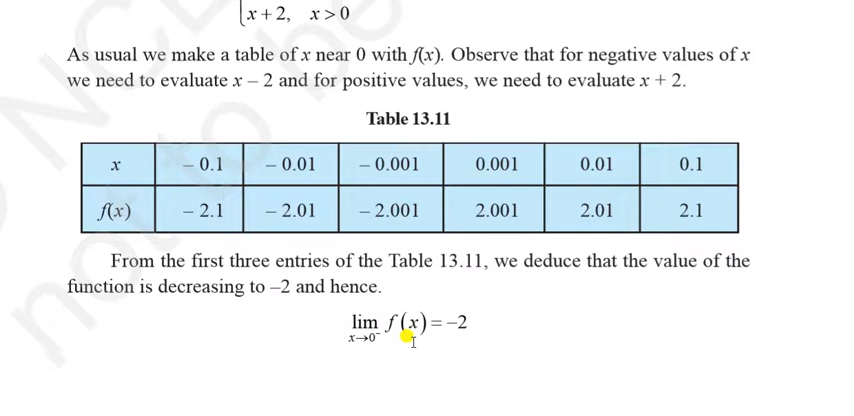 x + 2, x > 0
As usual we make a table of x near 0 with f(x). Observe that for negative values of x
we need to evaluate x – 2 and for positive values, we need to evaluate x + 2.
Table 13.11
x – 0.1 – 0.01 – 0.001 0.001 0.01 0.1
f(x) – 2.1 – 2.01 – 2.001 2.001 2.01 2.1
From the first three entries of the Table 13.11, we deduce that the value of the
function is decreasing to –2 and hence.
lim f(x) = –2
x→0⁻
not to be